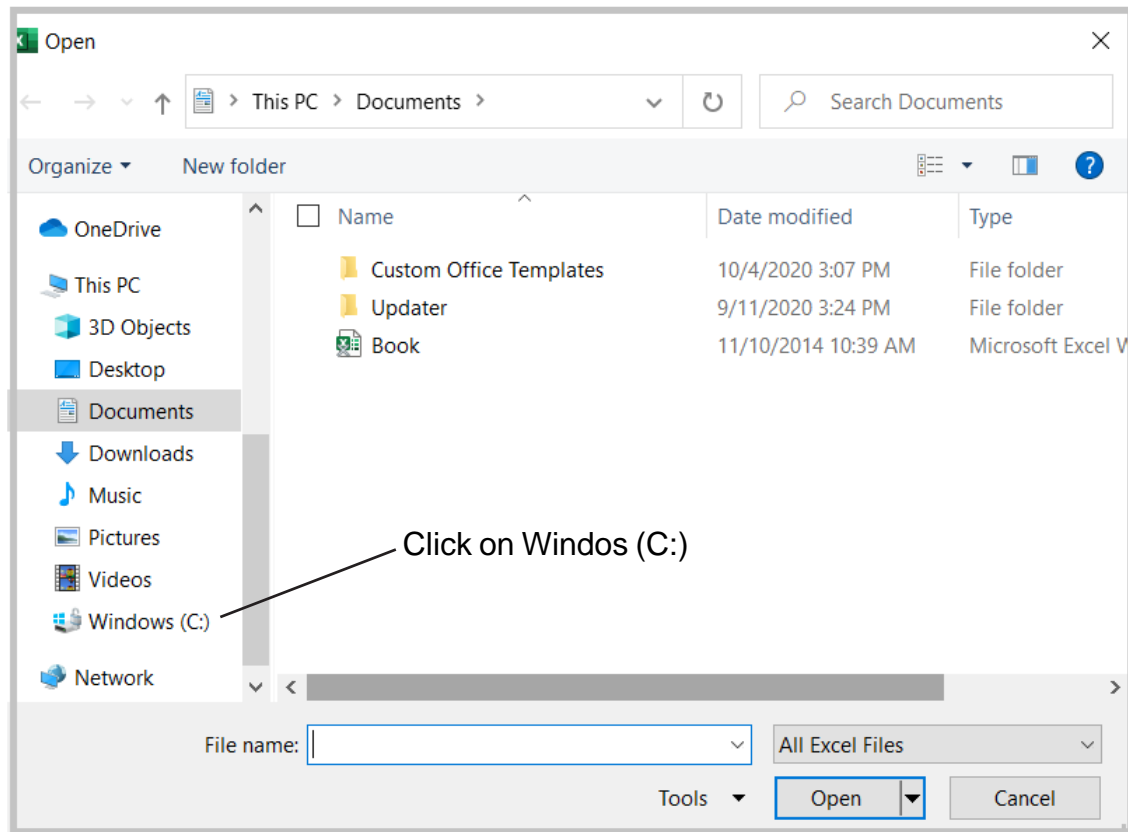 Open
This PC > Documents >
Search Documents
Organize
New folder
?
OneDrive
This PC
3D Objects
Desktop
Documents
Downloads
Music
Pictures
Videos
Windows (C:)
Network
Name
Date modified
Type
Custom Office Templates
10/4/2020 3:07 PM
File folder
Updater
9/11/2020 3:24 PM
File folder
Book
11/10/2014 10:39 AM
Microsoft Excel
Click on Windos (C:)
File name:
All Excel Files
Tools
Open
Cancel